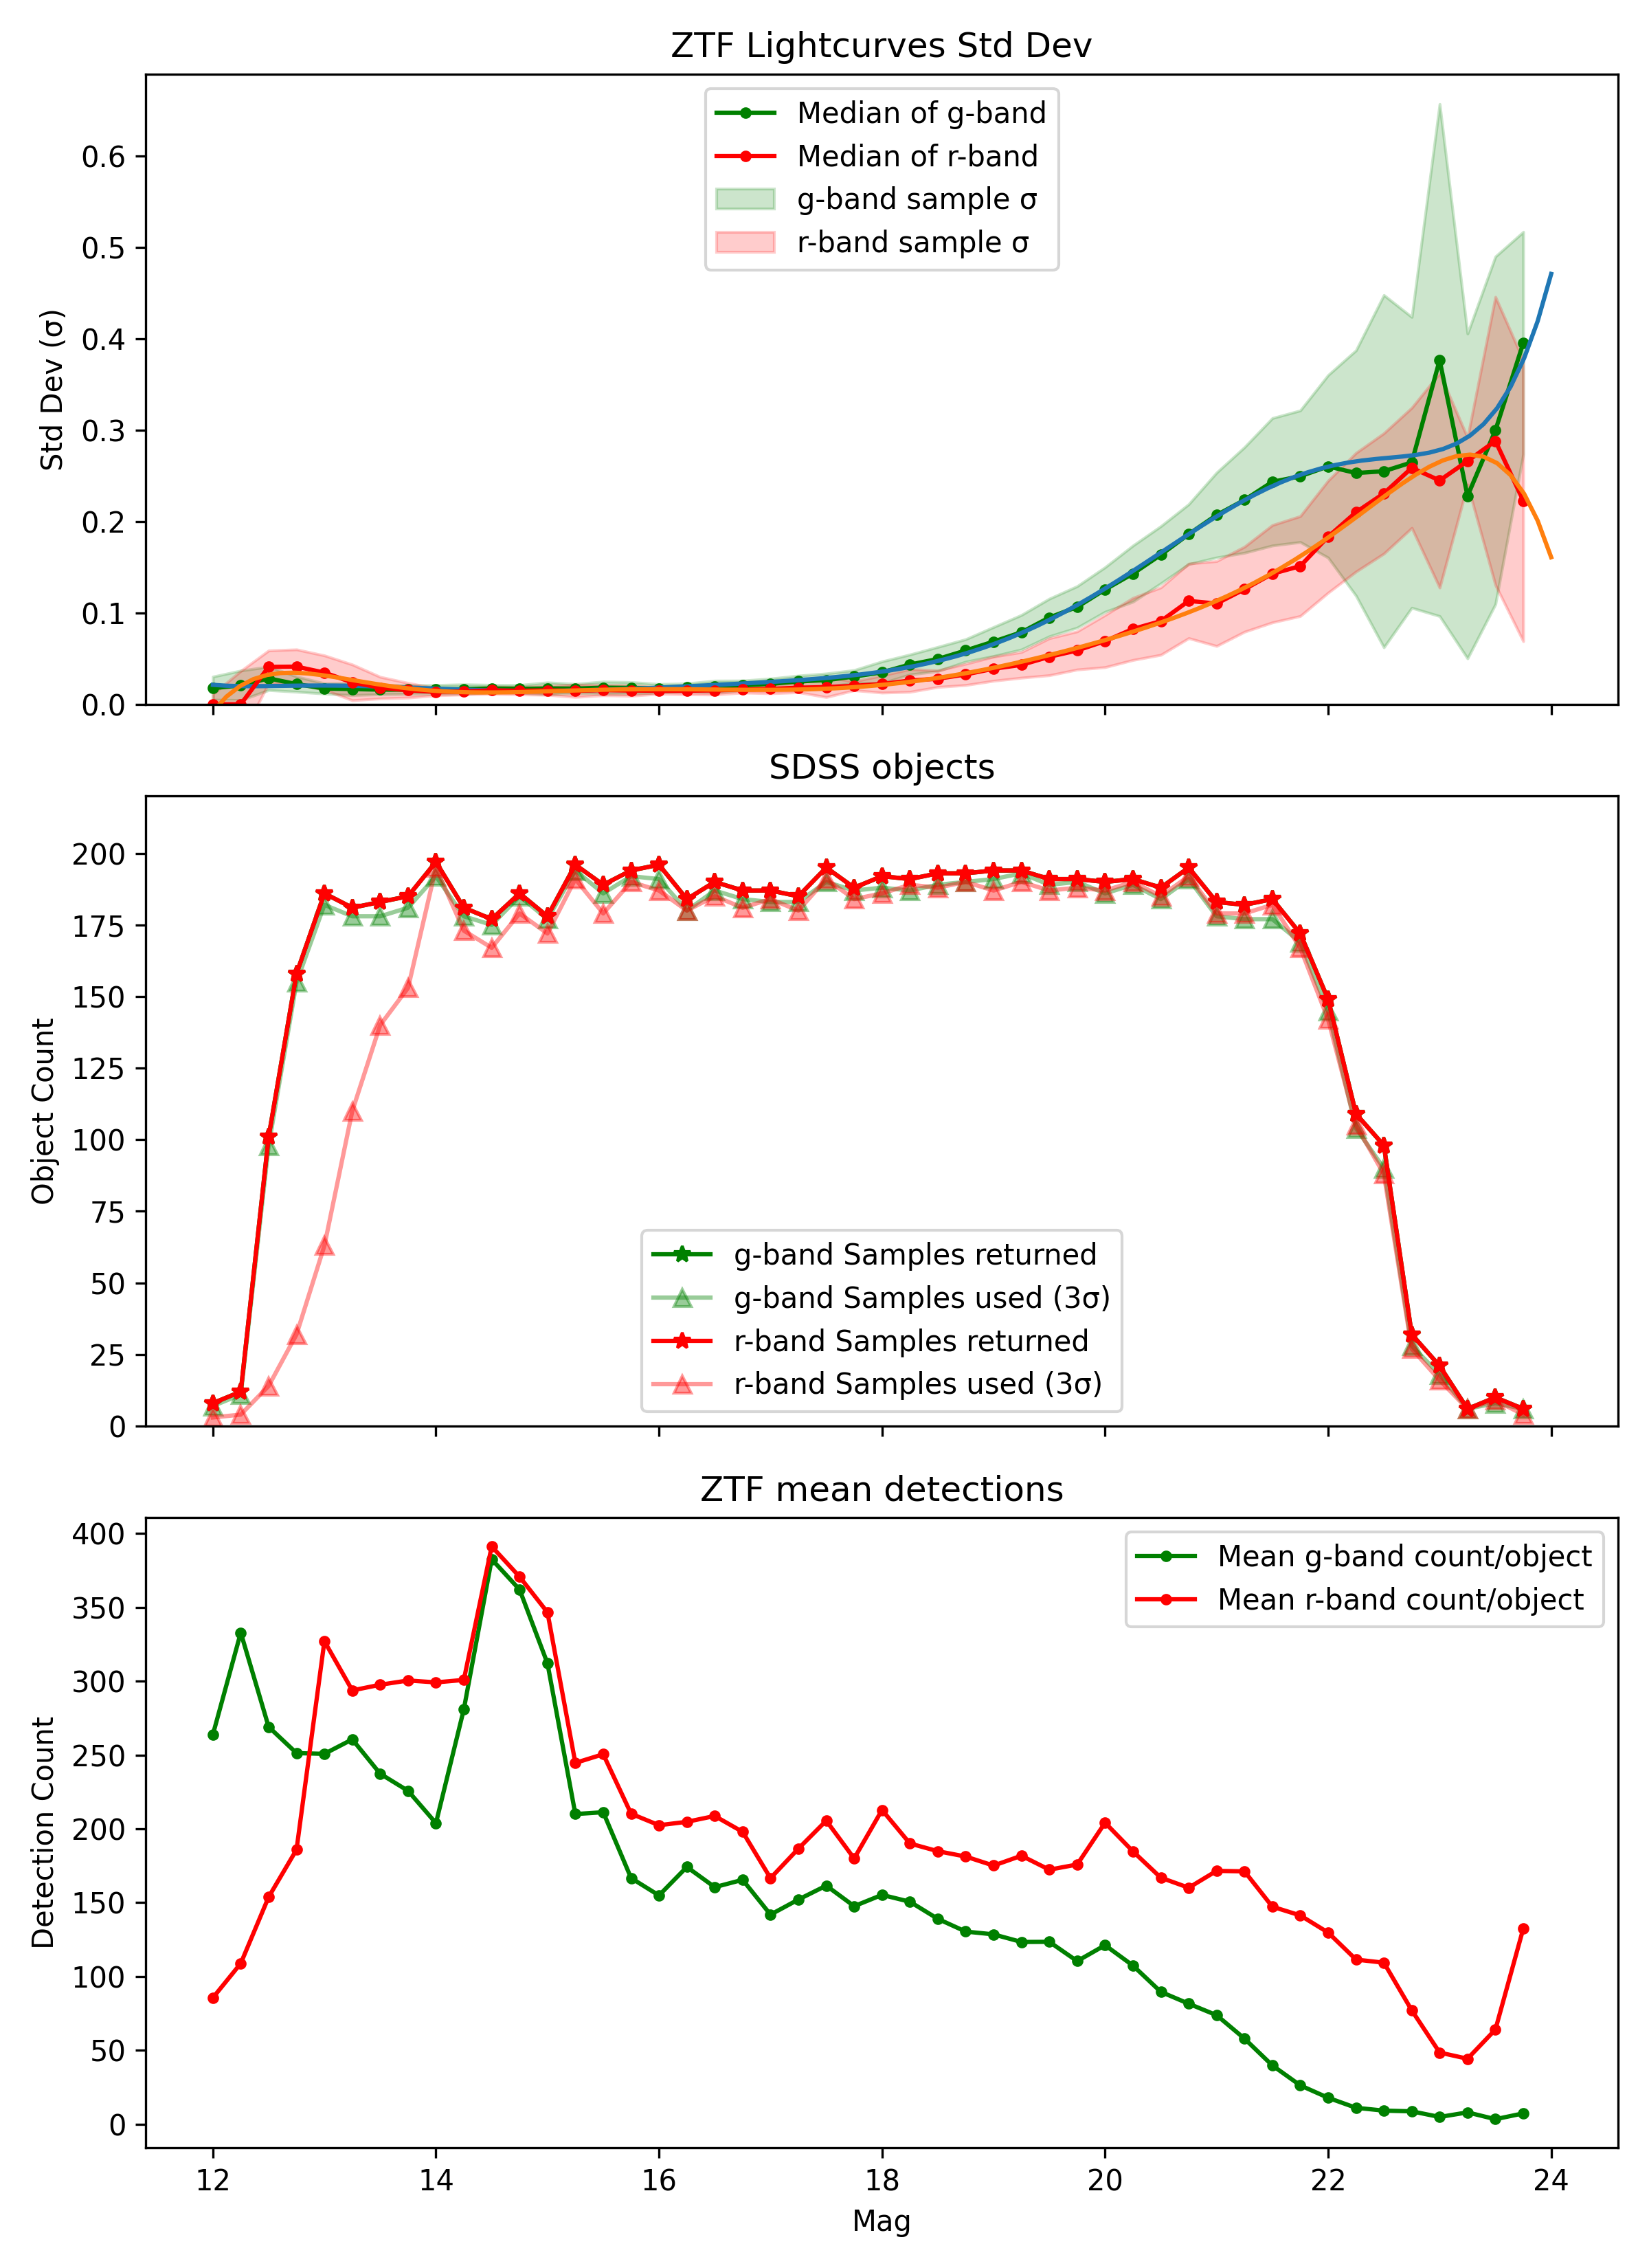 ZTF Lightcurves Std Dev
Median of g-band
Median of r-band
g-band sample σ
r-band sample σ
0.6
0.5
0.4
0.3
0.2
0.1
0.0
Std Dev (σ)
SDSS objects
200
175
150
125
100
75
50
25
0
Object Count
g-band Samples returned
g-band Samples used (3σ)
r-band Samples returned
r-band Samples used (3σ)
ZTF mean detections
Mean g-band count/object
Mean r-band count/object
400
350
300
250
200
150
100
50
0
Detection Count
12 14 16 18 20 22 24
Mag